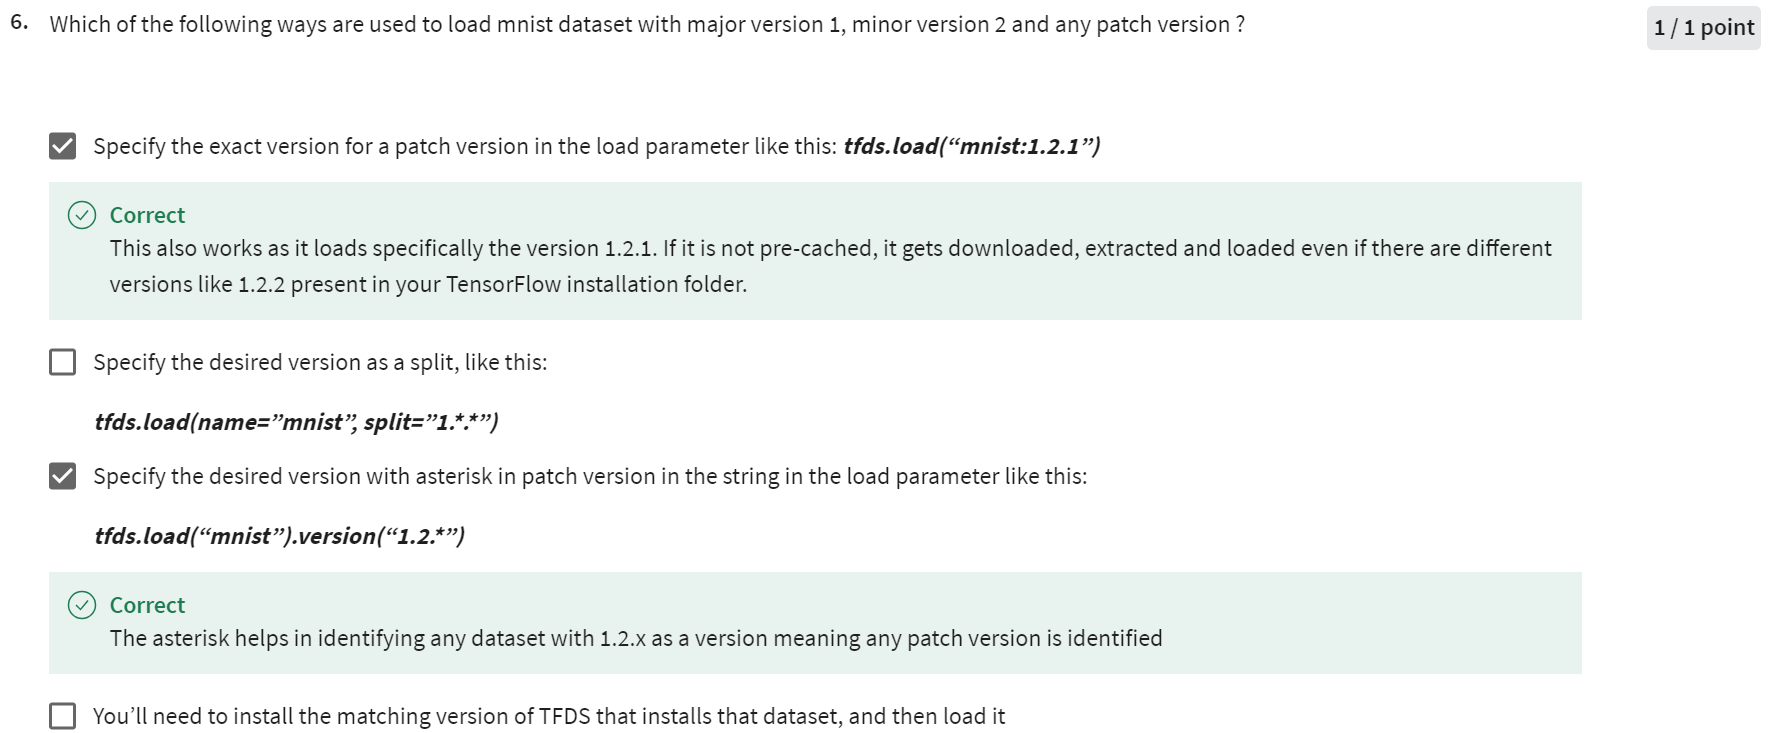 6. Which of the following ways are used to load mnist dataset with major version 1, minor version 2 and any patch version ?
1 / 1 point
Specify the exact version for a patch version in the load parameter like this: tfds.load(“mnist:1.2.1”)
Correct
This also works as it loads specifically the version 1.2.1. If it is not pre-cached, it gets downloaded, extracted and loaded even if there are different
versions like 1.2.2 present in your TensorFlow installation folder.
Specify the desired version as a split, like this:
tfds.load(name=”mnist”, split=”1.*.*”)
Specify the desired version with asterisk in patch version in the string in the load parameter like this:
tfds.load(“mnist”).version(“1.2.*”)
Correct
The asterisk helps in identifying any dataset with 1.2.x as a version meaning any patch version is identified
You’ll need to install the matching version of TFDS that installs that dataset, and then load it